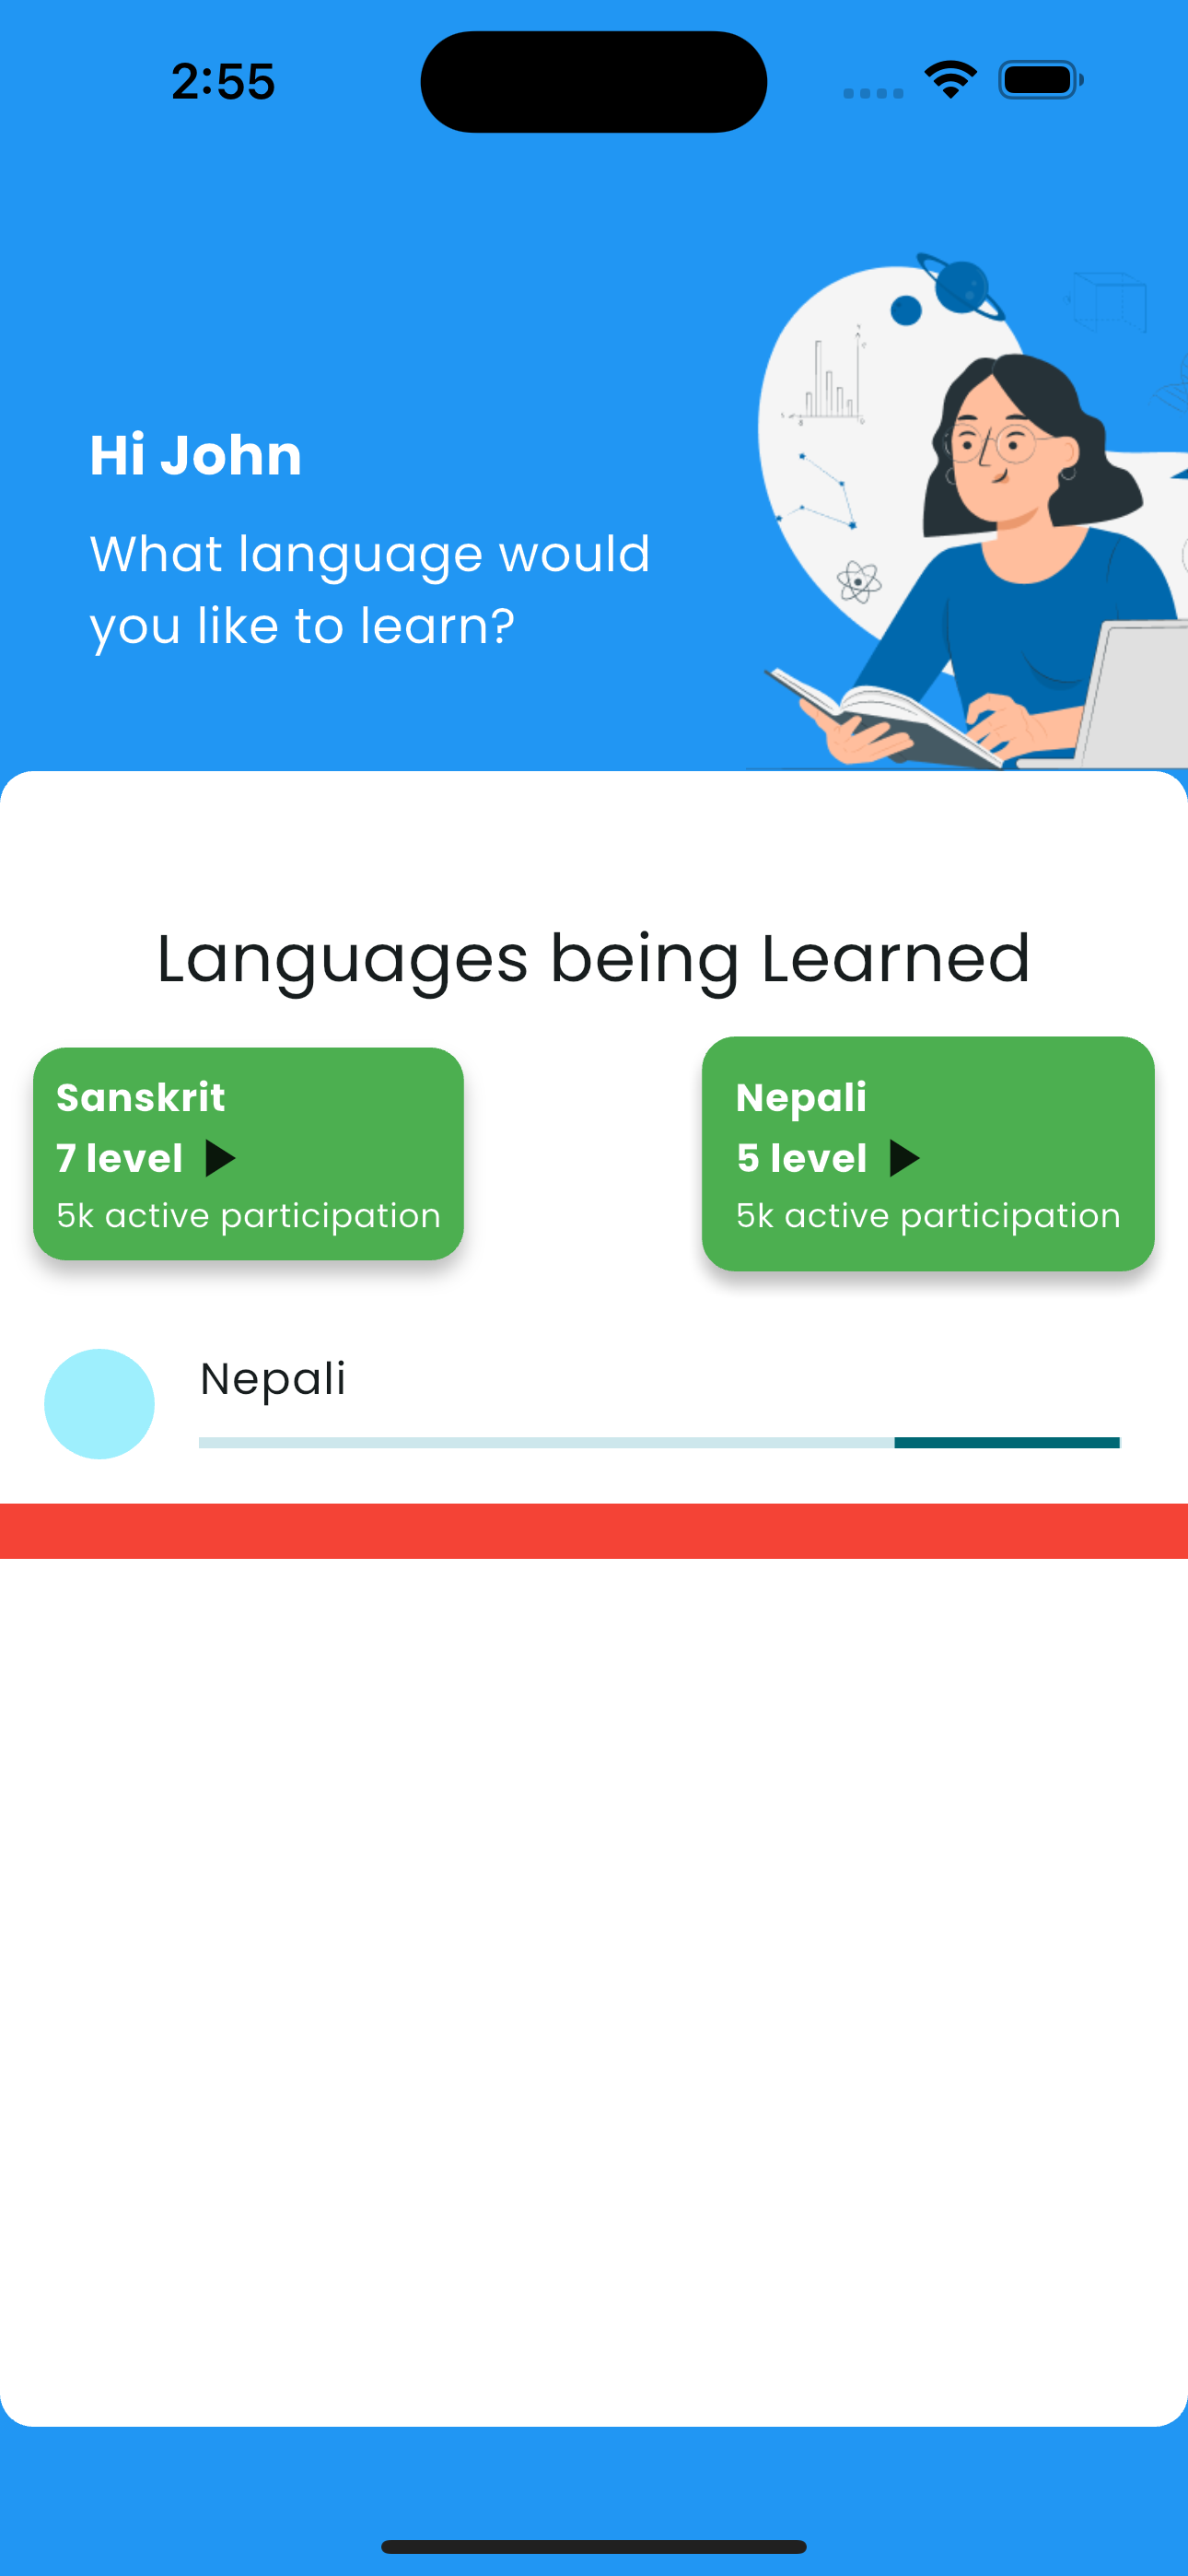 2:55
Hi John
What language would
you like to learn?
Languages being Learned
Sanskrit
7 level
5k active participation
Nepali
5 level
5k active participation
Nepali